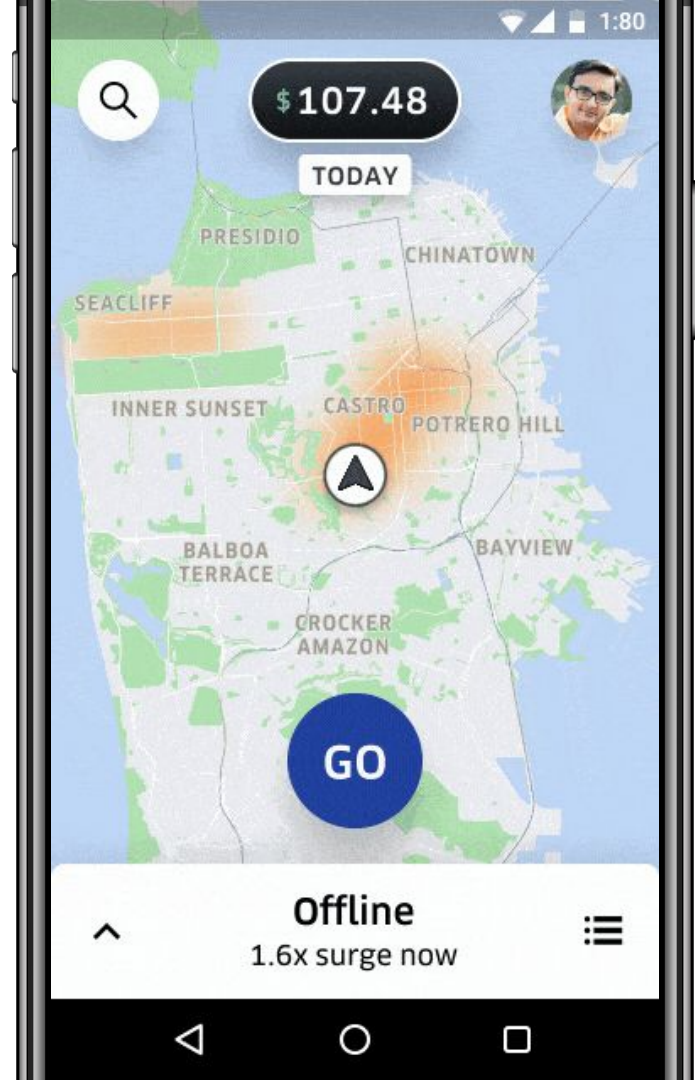 1:80
$107.48
TODAY
PRESIDIO
CHINATOWN
SEACLIFF
INNER SUNSET
CASTRO
POTRERO HILL
BALBOA
TERRACE
BAYVIEW
CROCKER
AMAZON
GO
Offline
1.6x surge now